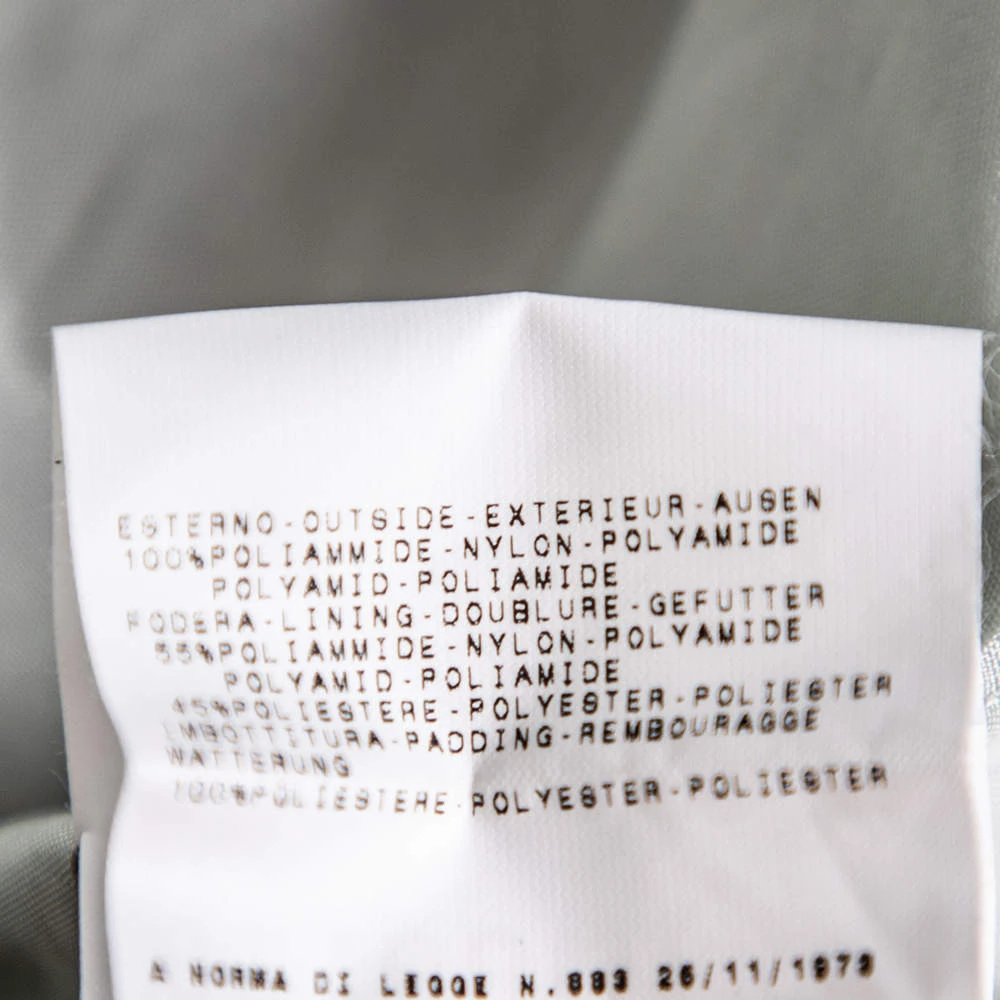 ESTERNO-OUTSIDE-EXTERIEUR-AUSEN
100%POLIAMMIDE-NYLON-POLYAMIDE
POLYAMID-POLIAMIDE
FODERA-LINING-DOUBLURE-GEFUTTER
55%POLIAMMIDE-NYLON-POLYAMIDE
POLYAMID-POLIAMIDE
45%POLIESTERE-POLYESTER-POLIESTER
IMBOTTITURA-PADDING-REMBOURAGGE
WATTERUNG
100%POLIESTERE-POLYESTER-POLIESTER
A NORMA DI LEGGE N.883 26/11/1973